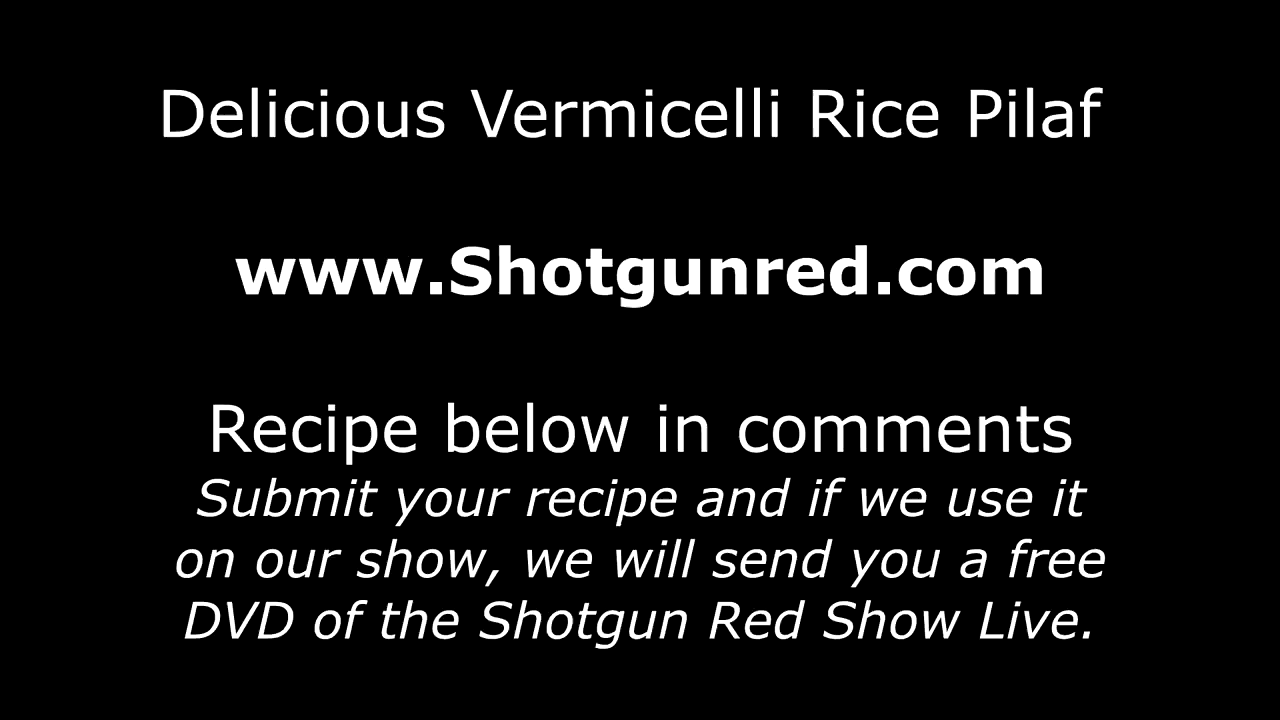 Delicious Vermicelli Rice Pilaf
www.Shotgunred.com
Recipe below in comments
Submit your recipe and if we use it
on our show, we will send you a free
DVD of the Shotgun Red Show Live.